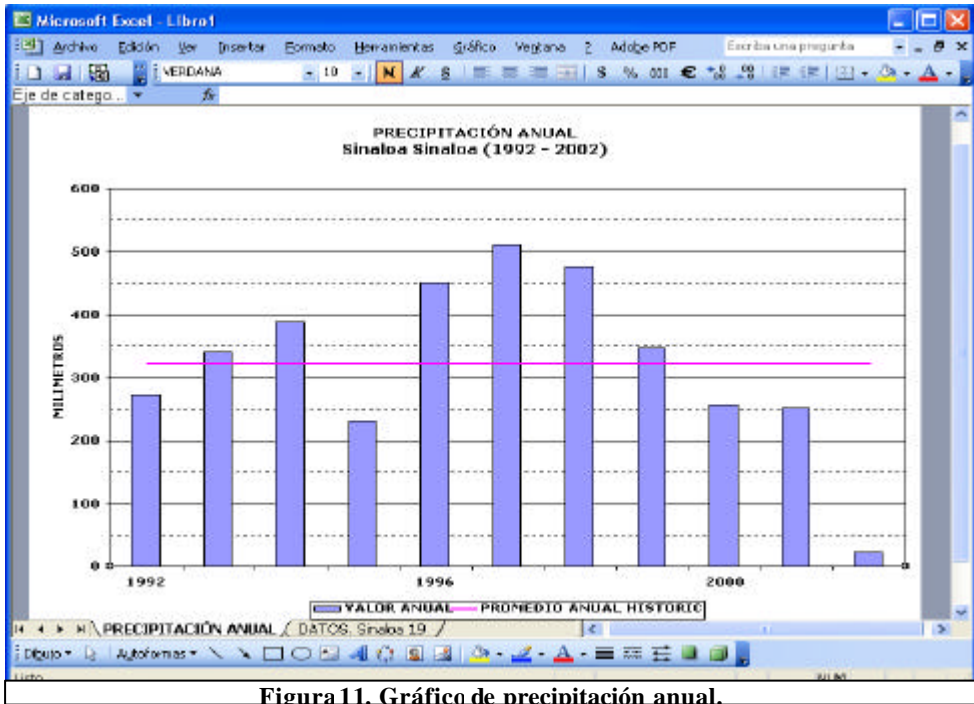 Microsoft Excel - Libro1
Archivo Edición Ver Insertar Formato Herramientas Gráfico Ventana ? Adobe PDF Escriba una pregunta
VERDANA 10 N K S $ % 000 €
Eje de catego... fx
PRECIPITACIÓN ANUAL
Sinaloa Sinaloa (1992 - 2002)
600
500
400
300
200
100
0
MILIMETROS
1992 1996 2000
VALOR ANUAL PROMEDIO ANUAL HISTORIC
PRECIPITACIÓN ANUAL DATOS. Sinaloa 19
Dibujo Autoformas
Listo NUM
Figura 11. Gráfico de precipitación anual.